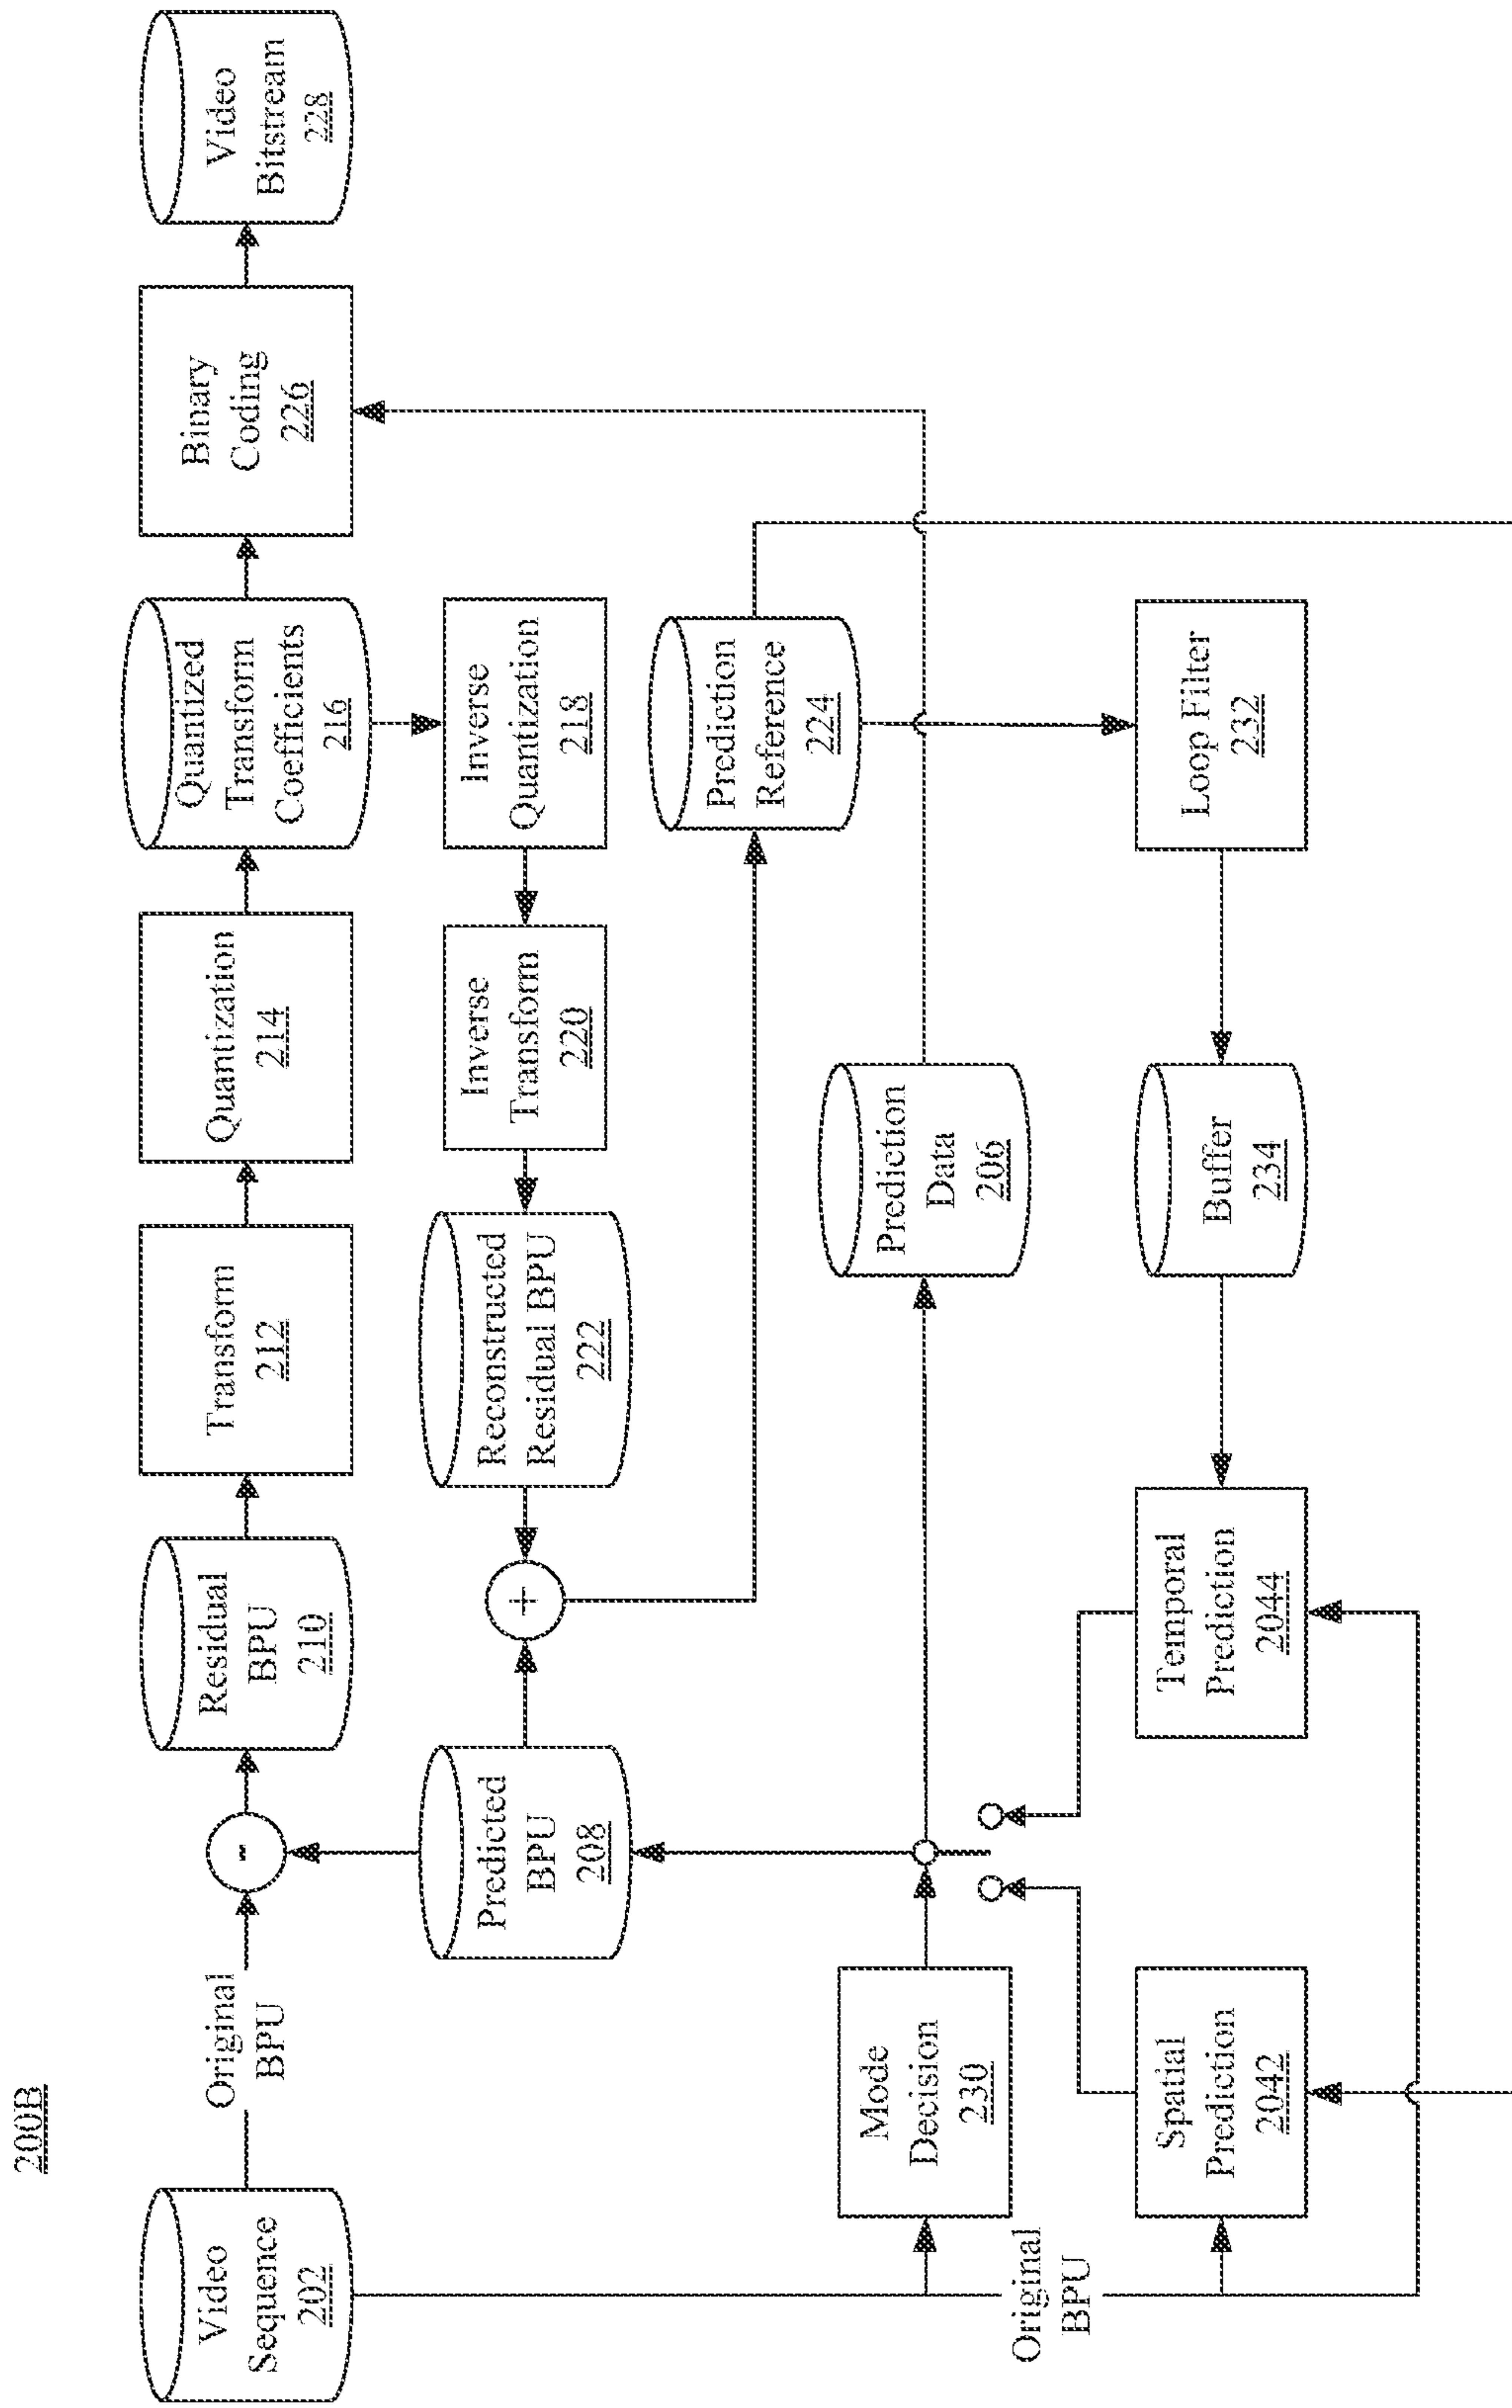 200B
Video
Sequence
202
Original
BPU
-
Residual
BPU
210
Transform
212
Quantization
214
Quantized
Transform
Coefficients
216
Binary
Coding
226
Video
Bitstream
228
Predicted
BPU
208
+
Reconstructed
Residual BPU
222
Inverse
Transform
220
Inverse
Quantization
218
Prediction
Reference
224
Mode
Decision
230
Prediction
Data
206
Original
BPU
Spatial
Prediction
2042
Temporal
Prediction
2044
Buffer
234
Loop Filter
232